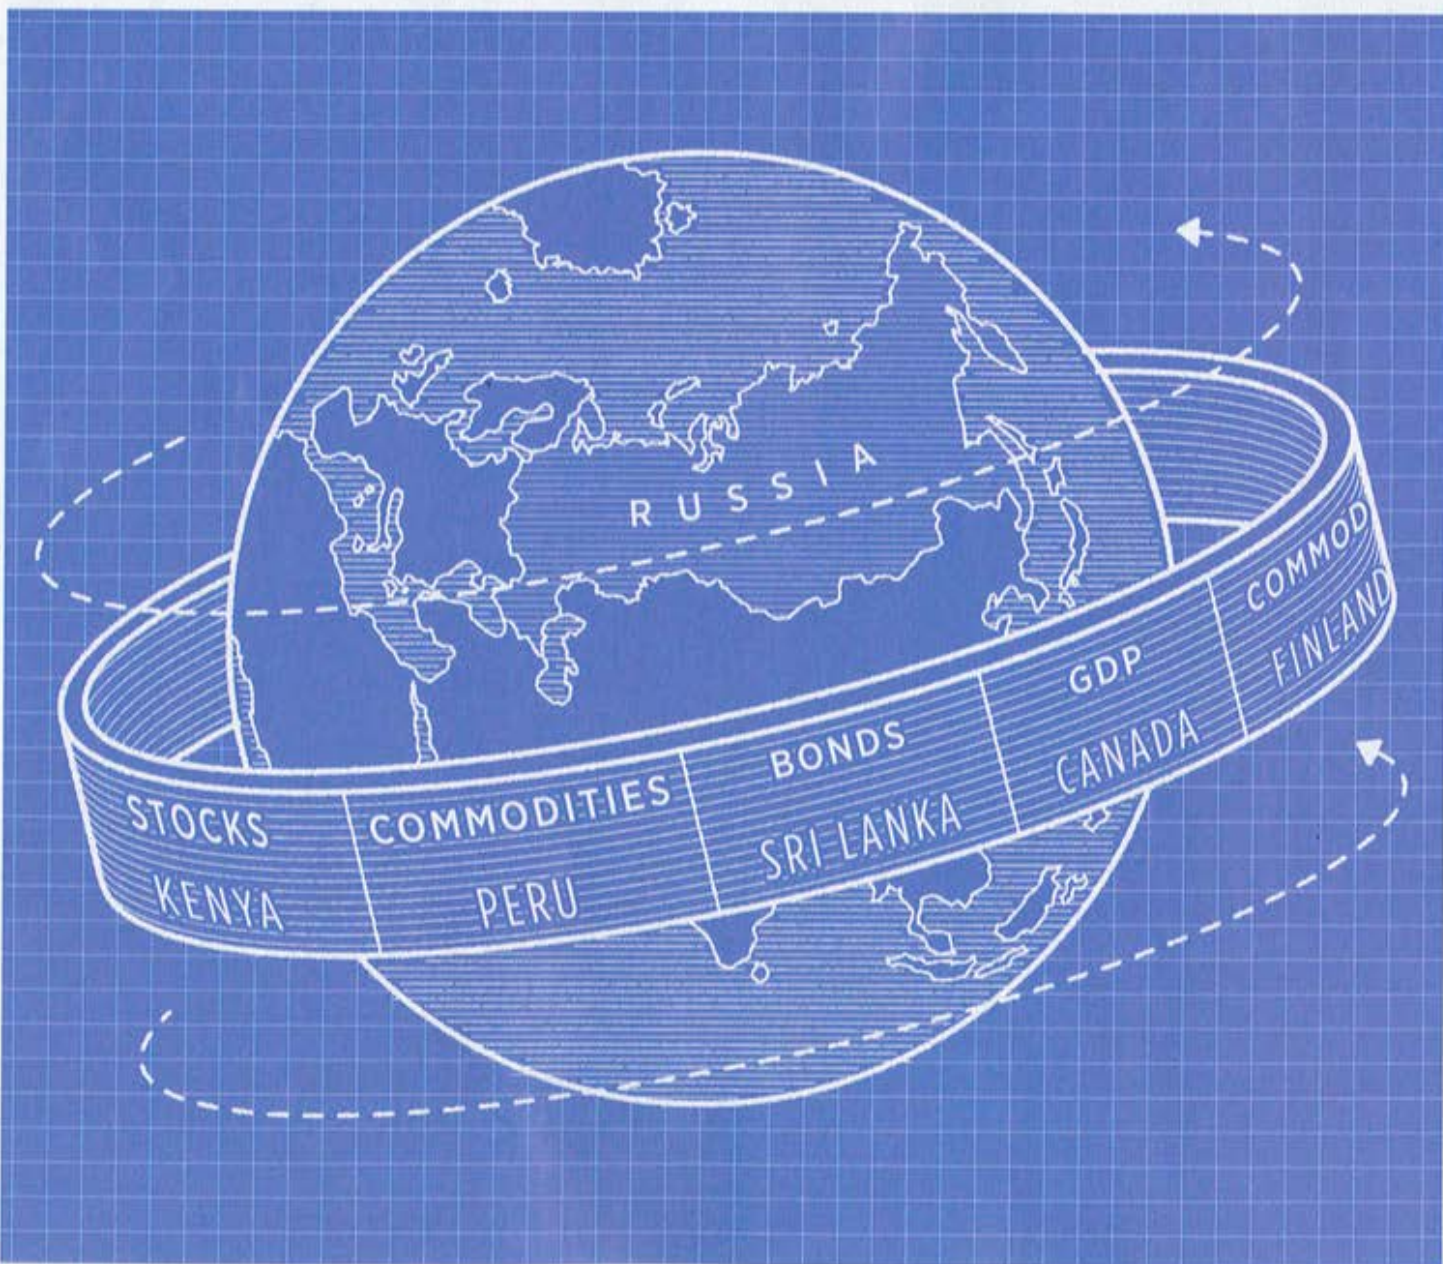 RUSSIA
STOCKS
KENYA
COMMODITIES
PERU
BONDS
SRI LANKA
GDP
CANADA
COMMOD
FINLAND